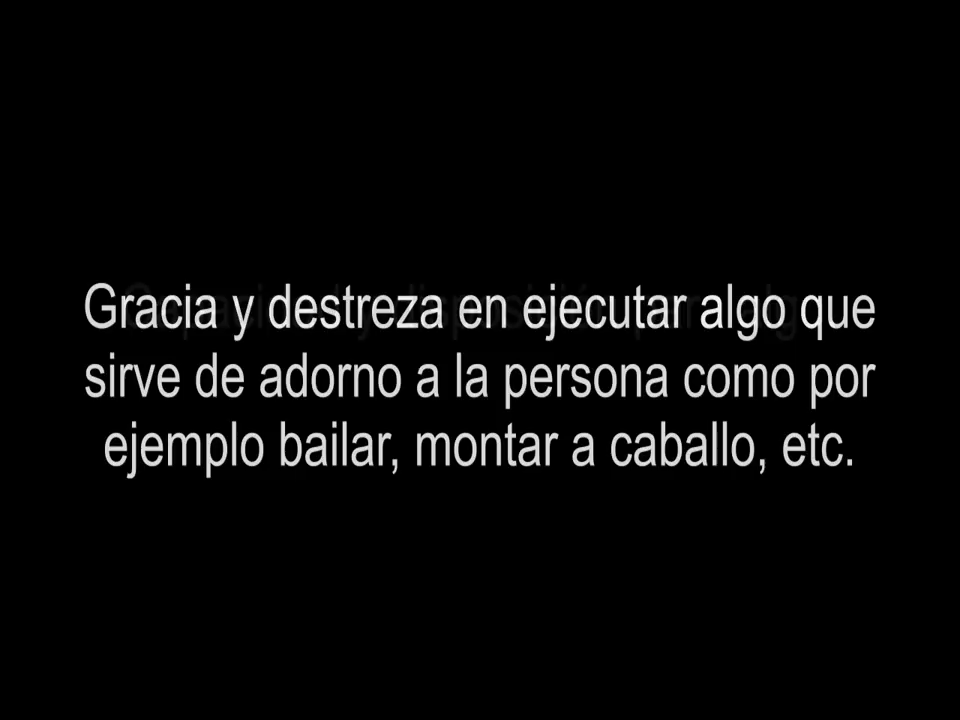 Gracia y destreza en ejecutar algo que
sirve de adorno a la persona como por
ejemplo bailar, montar a caballo, etc.